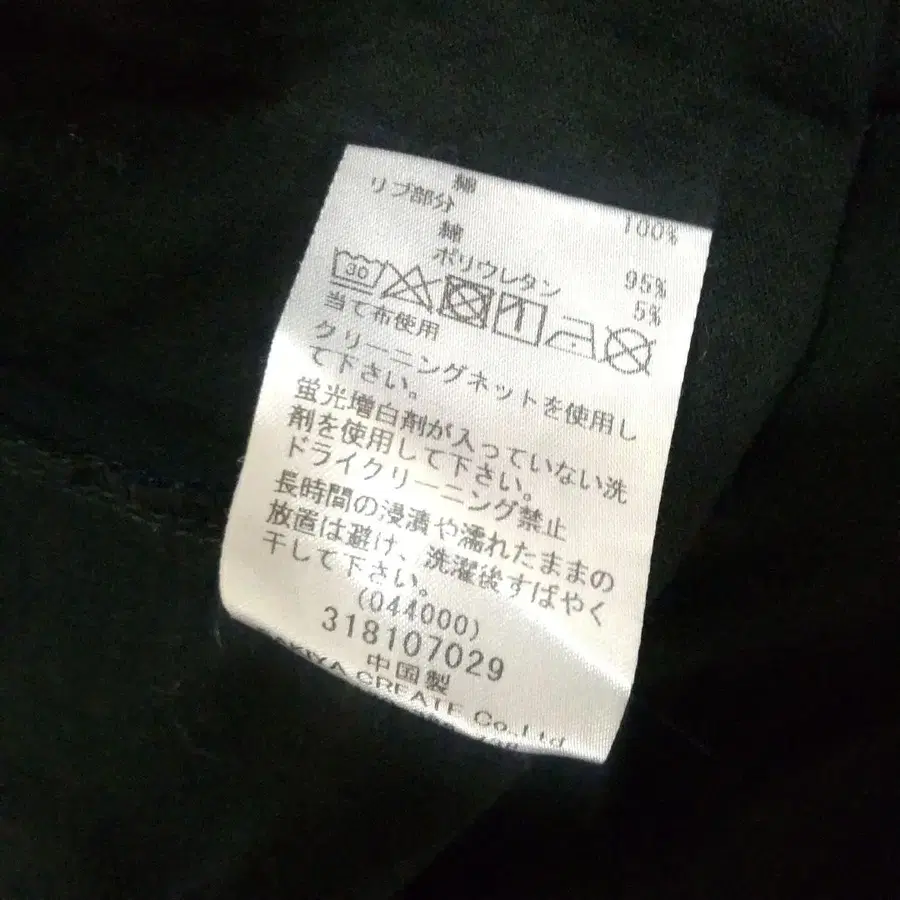 綿 100%
リブ部分
綿 95%
ポリウレタン 5%
30
当て布使用
クリーニングネットを使用し
て下さい。
蛍光増白剤が入っていない洗
剤を使用して下さい。
ドライクリーニング禁止
長時間の浸漬や濡れたままの
放置は避け、洗濯後すばやく
干して下さい。
(044000)
318107029
中国製
CREATE Co.,Ltd